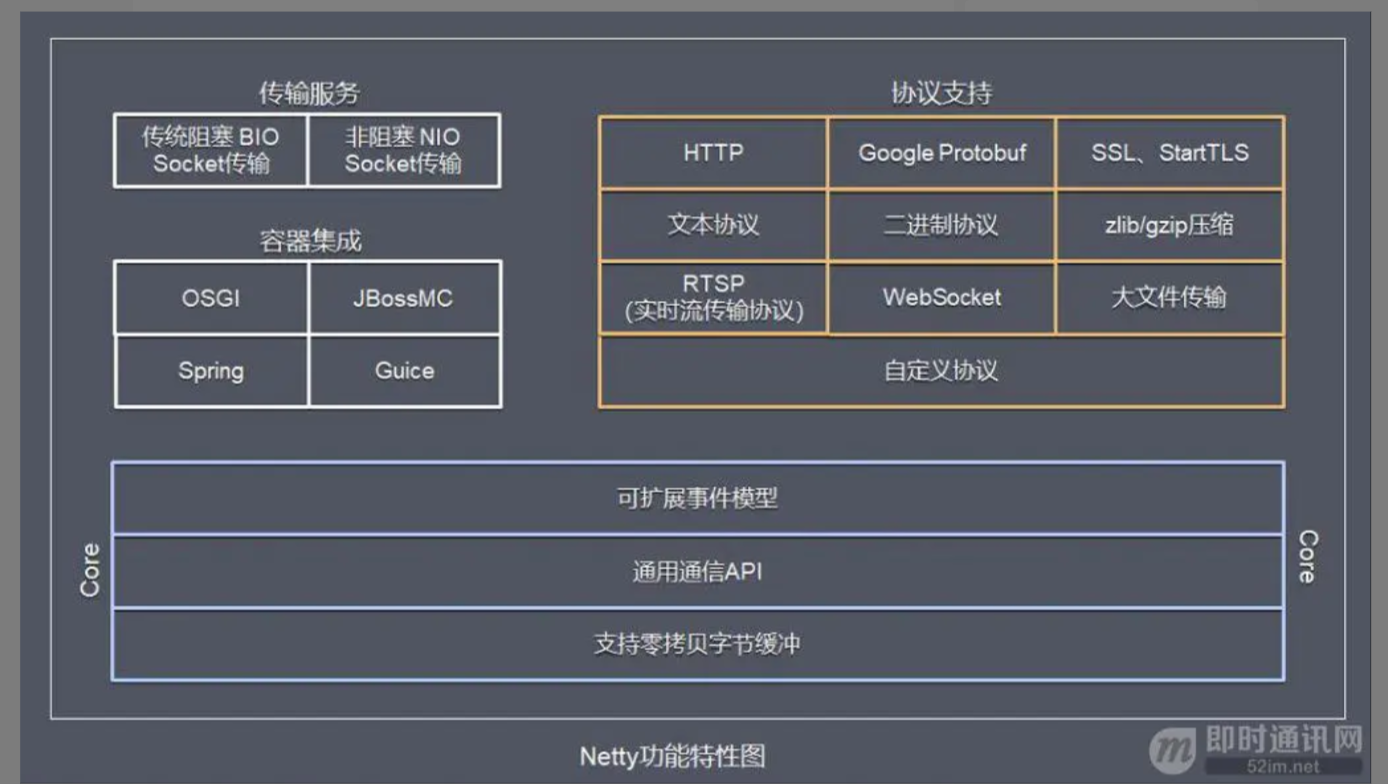 传输服务
传统阻塞 BIO
Socket传输
非阻塞 NIO
Socket传输
容器集成
OSGI
JBossMC
Spring
Guice
协议支持
HTTP
Google Protobuf
SSL、StartTLS
文本协议
二进制协议
zlib/gzip压缩
RTSP
(实时流传输协议)
WebSocket
大文件传输
自定义协议
Core
可扩展事件模型
通用通信API
支持零拷贝字节缓冲
Core
Netty功能特性图
即时通讯网
52im.net